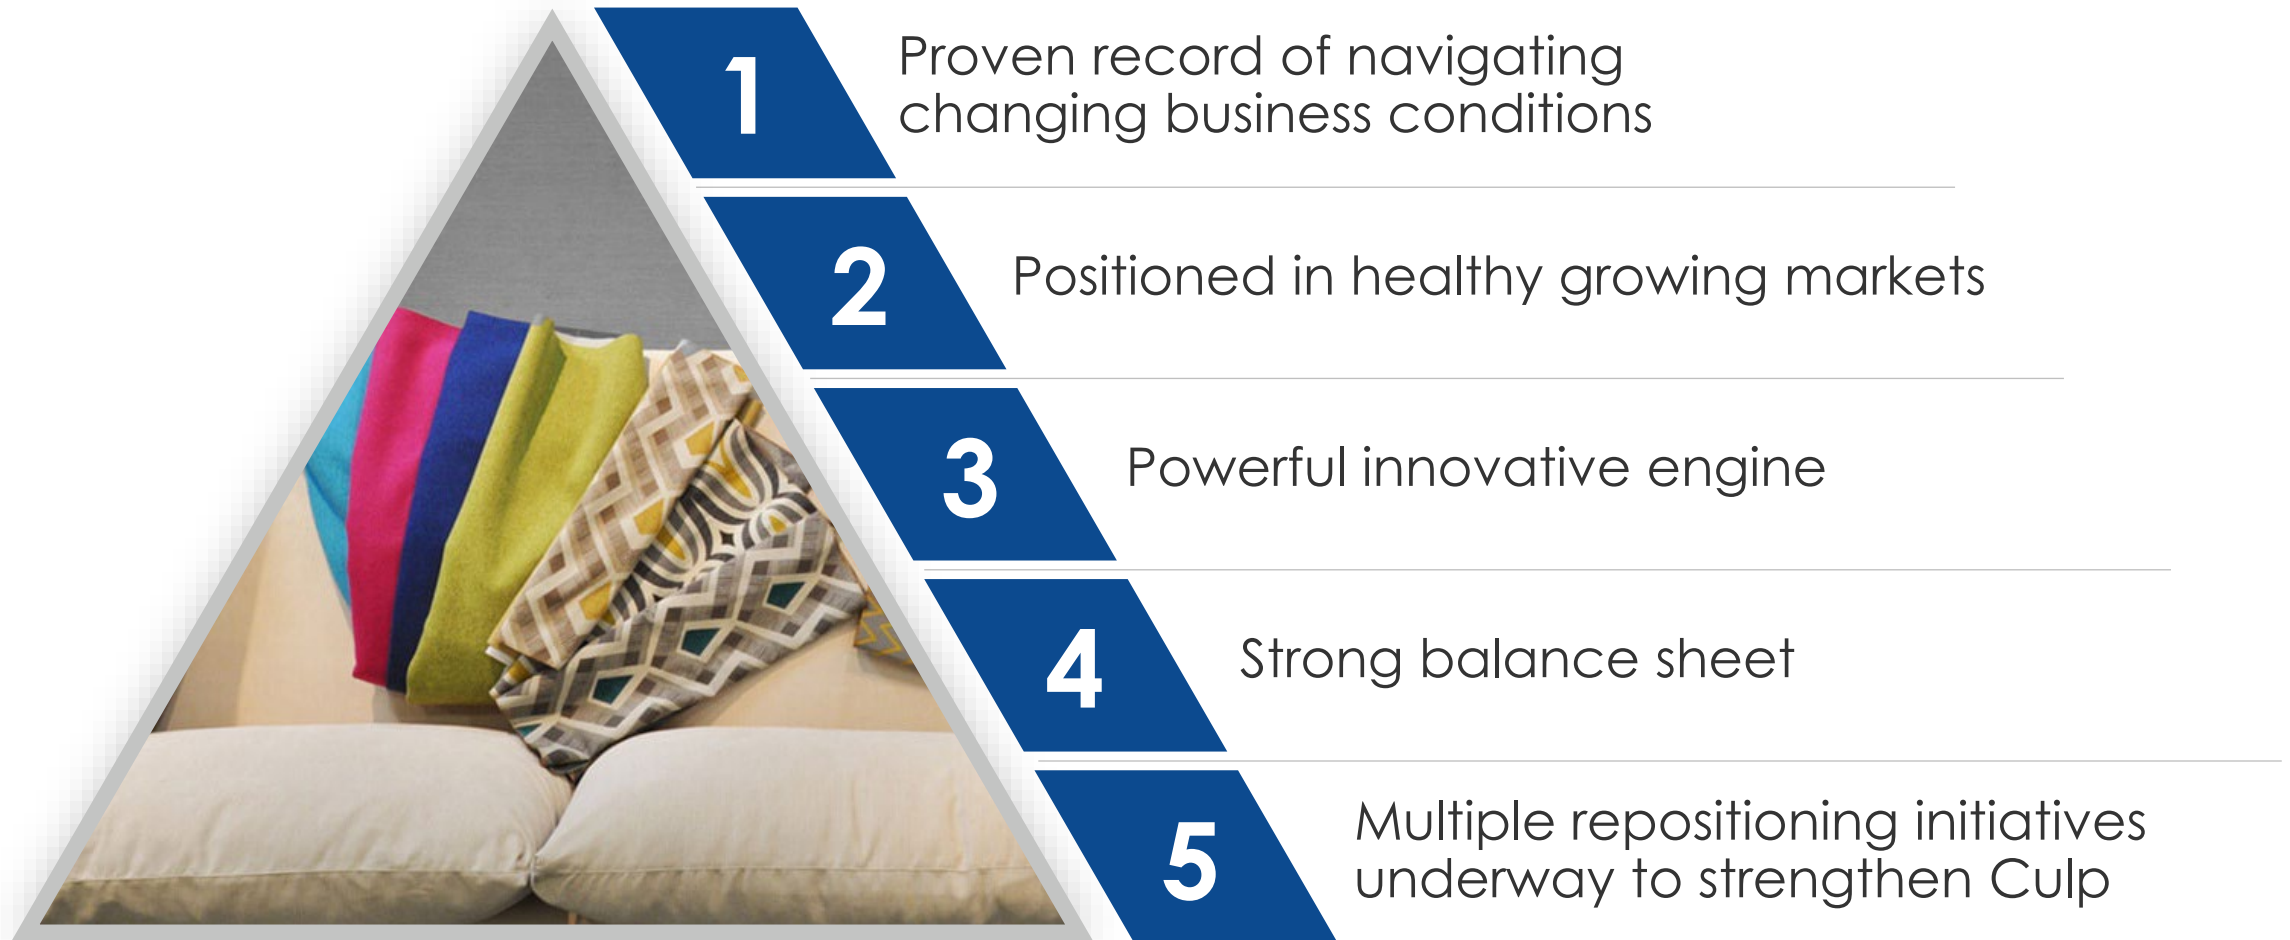 1
Proven record of navigating
changing business conditions
2
Positioned in healthy growing markets
3
Powerful innovative engine
4
Strong balance sheet
5
Multiple repositioning initiatives
underway to strengthen Culp